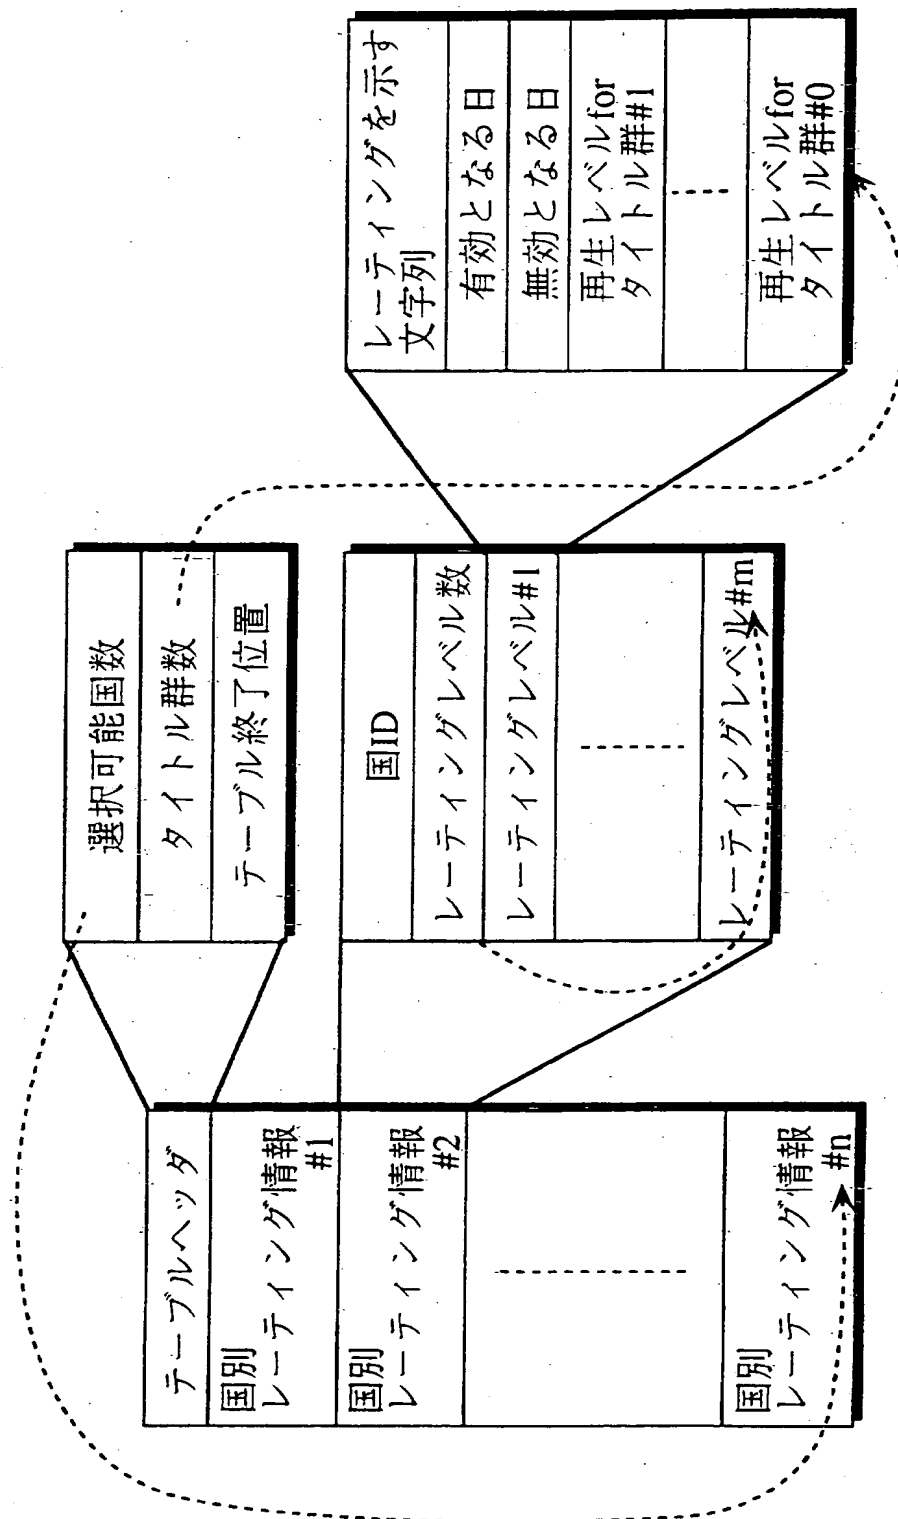 テーブルヘッダ
国別
レーティング情報
#1
国別
レーティング情報
#2
国別
レーティング情報
#n
選択可能国数
タイトル群数
テーブル終了位置
国ID
レーティングレベル数
レーティングレベル#1
レーティングレベル#m
レーティングを示す
文字列
有効となる日
無効となる日
再生レベルfor
タイトル群#1
再生レベルfor
タイトル群#0